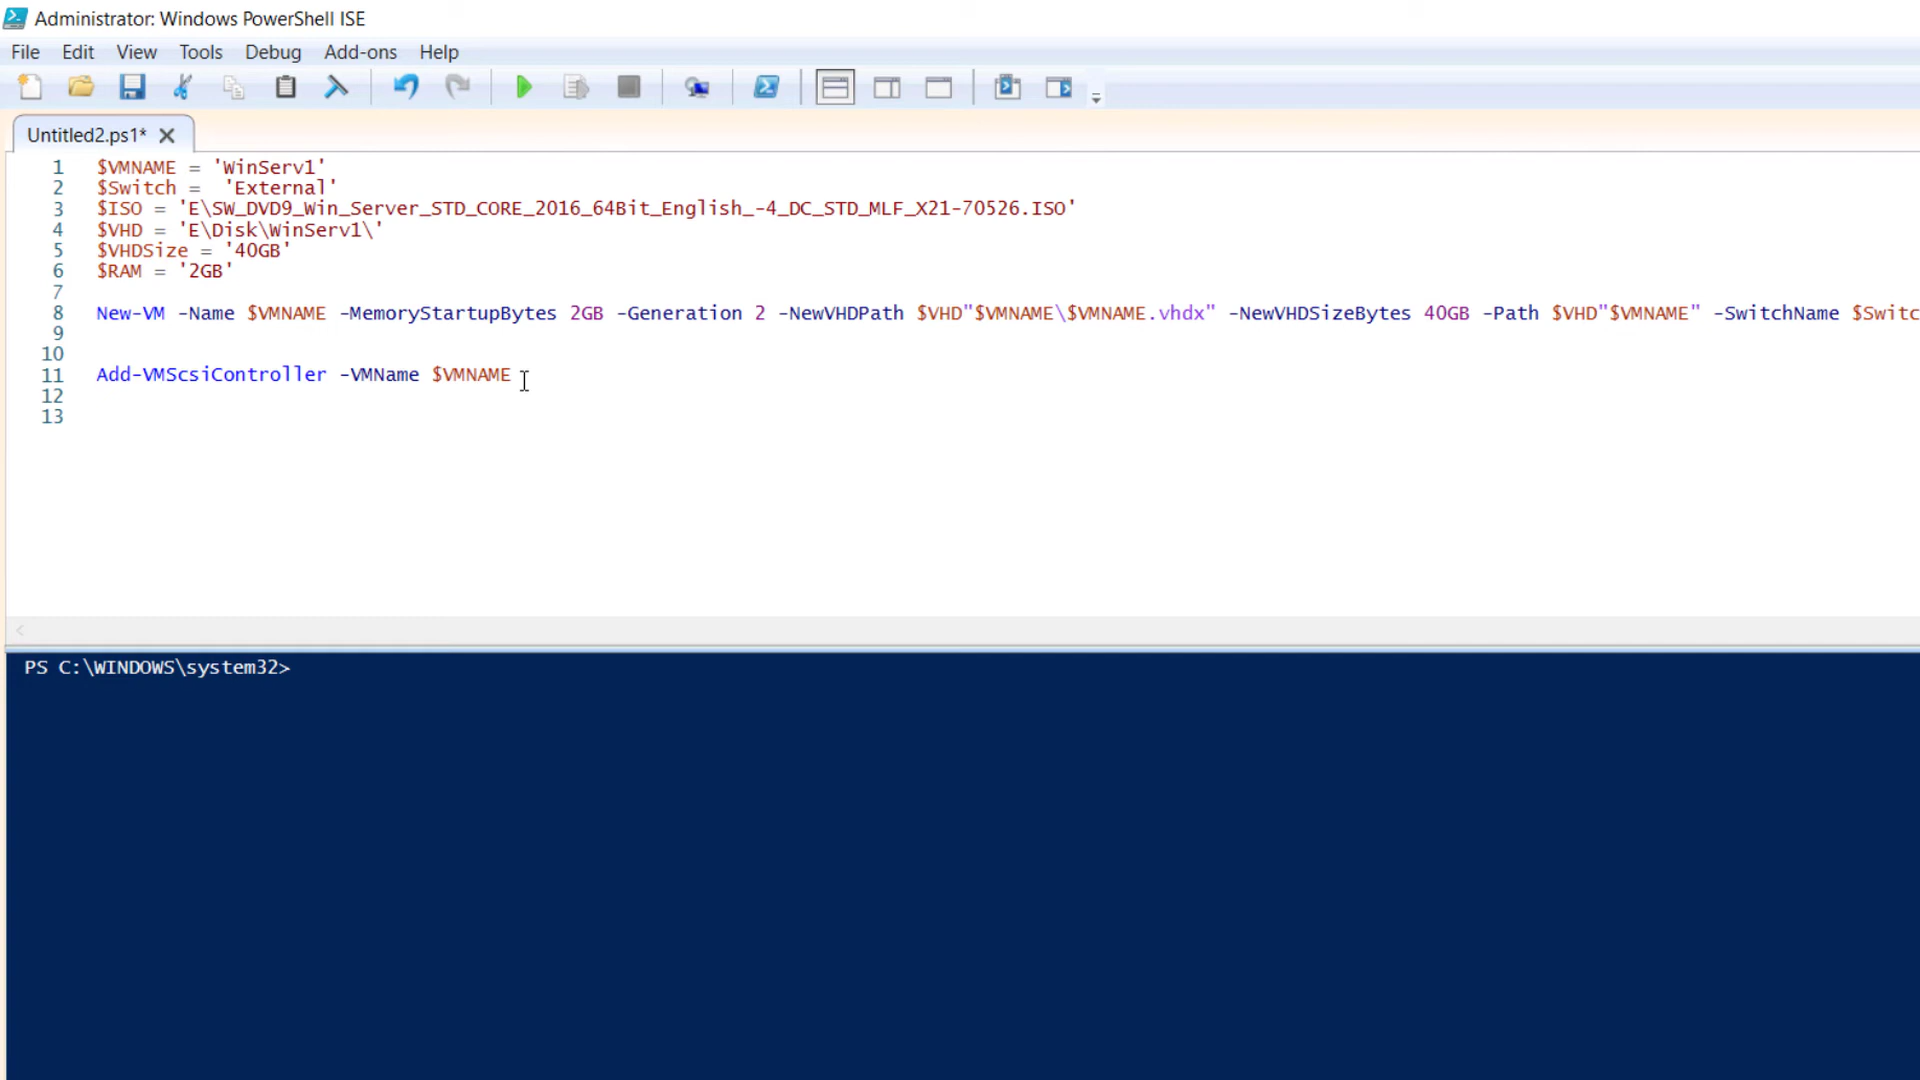 Administrator: Windows PowerShell ISE
File Edit View Tools Debug Add-ons Help
Untitled2.ps1*
1 $VMNAME = 'WinServ1'
2 $Switch =  'External'
3 $ISO = 'E\SW_DVD9_Win_Server_STD_CORE_2016_64Bit_English_-4_DC_STD_MLF_X21-70526.ISO'
4 $VHD = 'E\Disk\WinServ1\'
5 $VHDSize = '40GB'
6 $RAM = '2GB'
7
8 New-VM -Name $VMNAME -MemoryStartupBytes 2GB -Generation 2 -NewVHDPath $VHD"$VMNAME\$VMNAME.vhdx" -NewVHDSizeBytes 40GB -Path $VHD"$VMNAME" -SwitchName $Switc
9
10
11 Add-VMScsiController -VMName $VMNAME
12
13
PS C:\WINDOWS\system32>